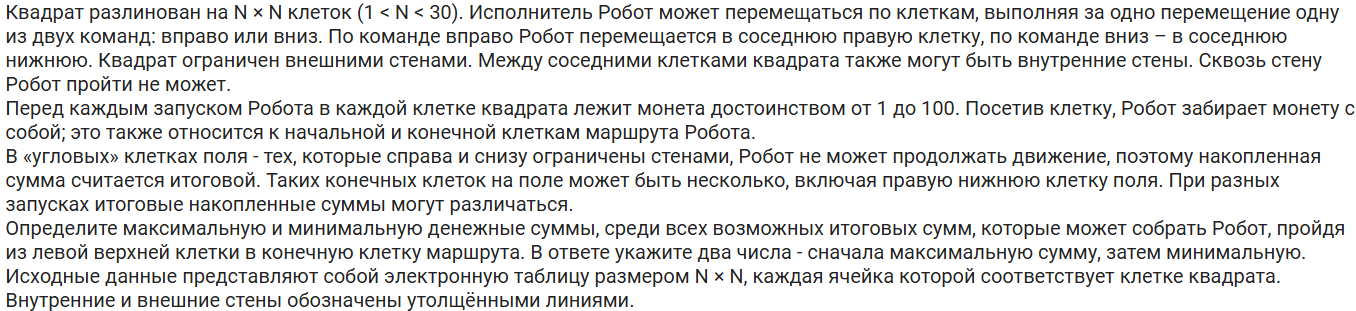 Квадрат разлинован на N × N клеток (1 < N < 30). Исполнитель Робот может перемещаться по клеткам, выполняя за одно перемещение одну
из двух команд: вправо или вниз. По команде вправо Робот перемещается в соседнюю правую клетку, по команде вниз – в соседнюю
нижнюю. Квадрат ограничен внешними стенами. Между соседними клетками квадрата также могут быть внутренние стены. Сквозь стену
Робот пройти не может.
Перед каждым запуском Робота в каждой клетке квадрата лежит монета достоинством от 1 до 100. Посетив клетку, Робот забирает монету с
собой; это также относится к начальной и конечной клеткам маршрута Робота.
В «угловых» клетках поля - тех, которые справа и снизу ограничены стенами, Робот не может продолжать движение, поэтому накопленная
сумма считается итоговой. Таких конечных клеток на поле может быть несколько, включая правую нижнюю клетку поля. При разных
запусках итоговые накопленные суммы могут различаться.
Определите максимальную и минимальную денежные суммы, среди всех возможных итоговых сумм, которые может собрать Робот, пройдя
из левой верхней клетки в конечную клетку маршрута. В ответе укажите два числа - сначала максимальную сумму, затем минимальную.
Исходные данные представляют собой электронную таблицу размером N × N, каждая ячейка которой соответствует клетке квадрата.
Внутренние и внешние стены обозначены утолщёнными линиями.